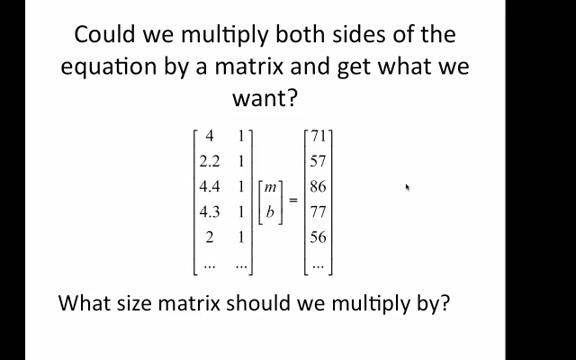 Could we multiply both sides of the
equation by a matrix and get what we
want?
4 1 71
2.2 1 57
4.4 1 m 86
=
4.3 1 b 77
2 1 56
... ... ...
What size matrix should we multiply by?